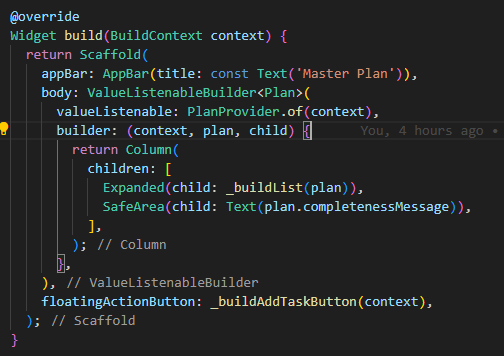 @override
Widget build(BuildContext context) {
return Scaffold(
appBar: AppBar(title: const Text('Master Plan')),
body: ValueListenableBuilder<Plan>(
valueListenable: PlanProvider.of(context),
builder: (context, plan, child) { You, 4 hours ago •
return Column(
children: [
Expanded(child: _buildList(plan)),
SafeArea(child: Text(plan.completenessMessage)),
],
); // Column
},
), // ValueListenableBuilder
floatingActionButton: _buildAddTaskButton(context),
); // Scaffold
}